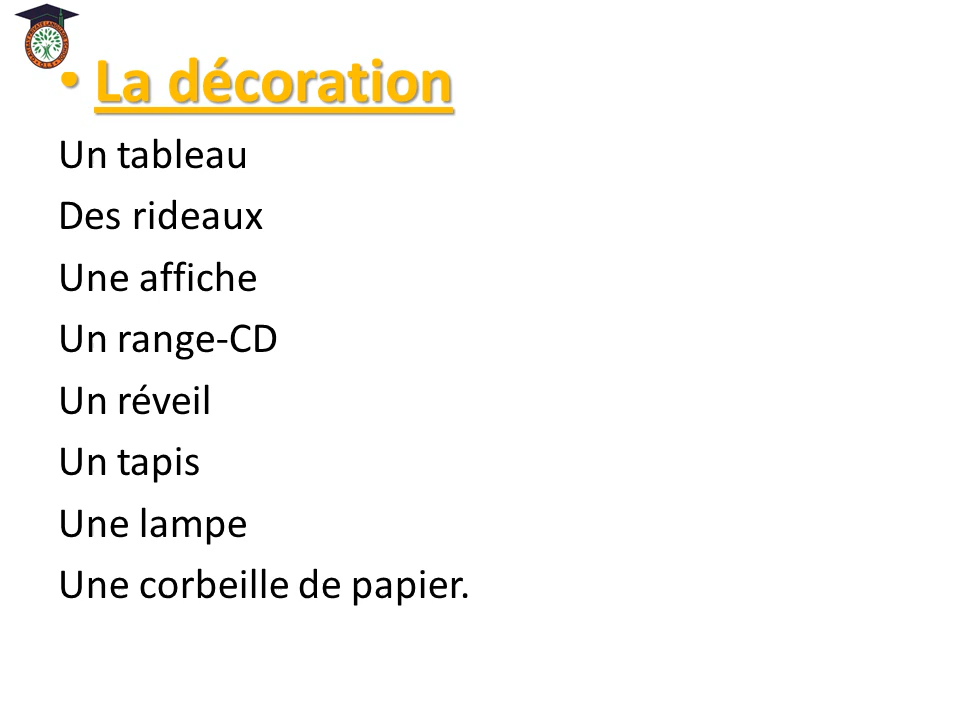 • La décoration
Un tableau
Des rideaux
Une affiche
Un range-CD
Un réveil
Un tapis
Une lampe
Une corbeille de papier.